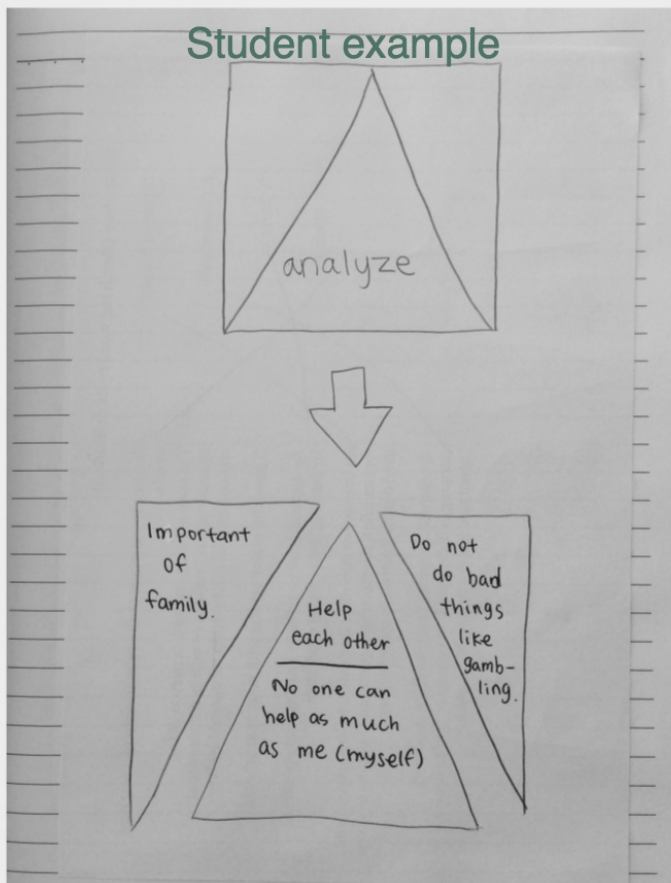 Student example
analyze
Important
of
family.
Help
each other
No one can
help as much
as me (myself)
Do not
do bad
things
like
gamb-
ling.